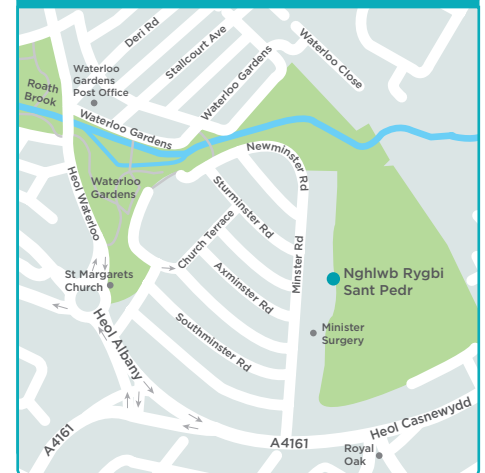 Deri Rd
Stallcourt Ave
Waterloo Close
Waterloo
Gardens
Post Office
Roath
Brook
Waterloo Gardens
Waterloo Gardens
Newminster Rd
Heol Waterloo
Waterloo
Gardens
Sturminster Rd
Church Terrace
Minster Rd
St Margarets
Church
Axminster Rd
Nghlwb Rygbi
Sant Pedr
Southminster Rd
Minister
Surgery
Heol Albany
Heol Casnewydd
A4161
A4161
Royal
Oak